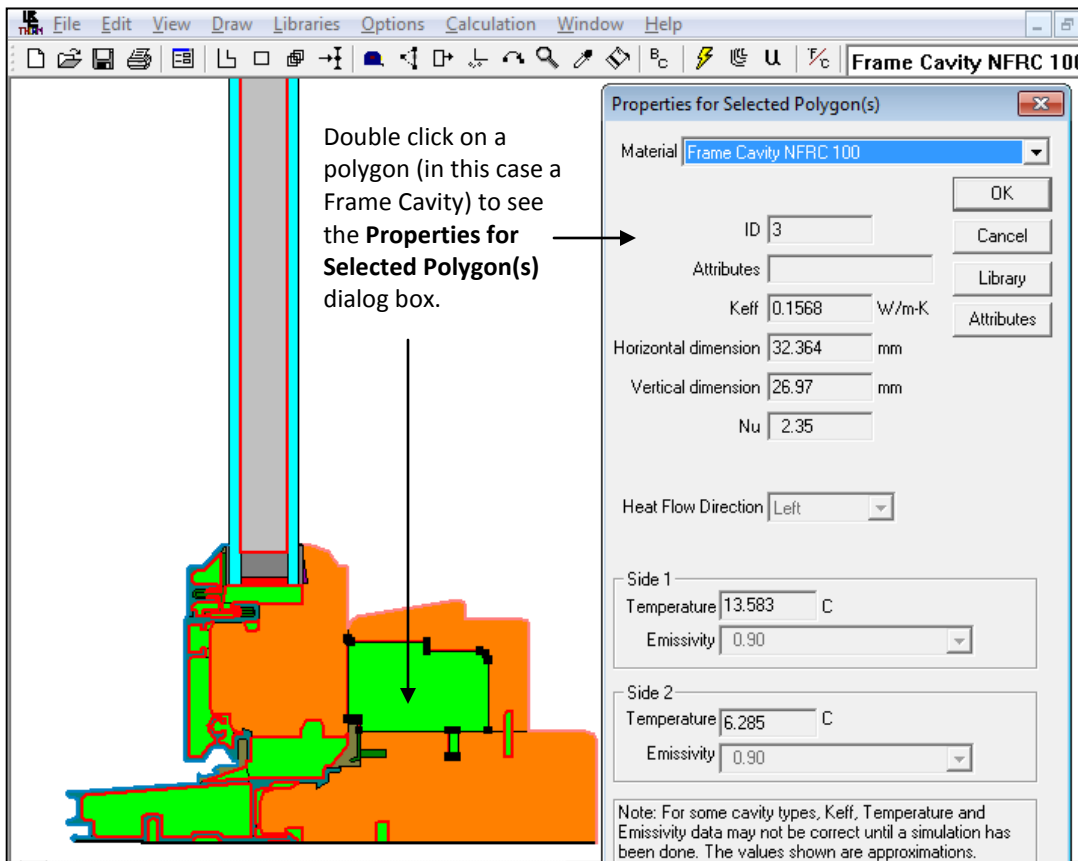 THERM File Edit View Draw Libraries Options Calculation Window Help
BC U F/C Frame Cavity NFRC 100
Properties for Selected Polygon(s)
Material Frame Cavity NFRC 100
OK
ID 3
Cancel
Attributes
Library
Keff 0.1568 W/m-K
Attributes
Horizontal dimension 32.364 mm
Vertical dimension 26.97 mm
Nu 2.35
Heat Flow Direction Left
Side 1
Temperature 13.583 C
Emissivity 0.90
Side 2
Temperature 6.285 C
Emissivity 0.90
Note: For some cavity types, Keff, Temperature and
Emissivity data may not be correct until a simulation has
been done. The values shown are approximations.
Double click on a
polygon (in this case a
Frame Cavity) to see
the Properties for
Selected Polygon(s)
dialog box.